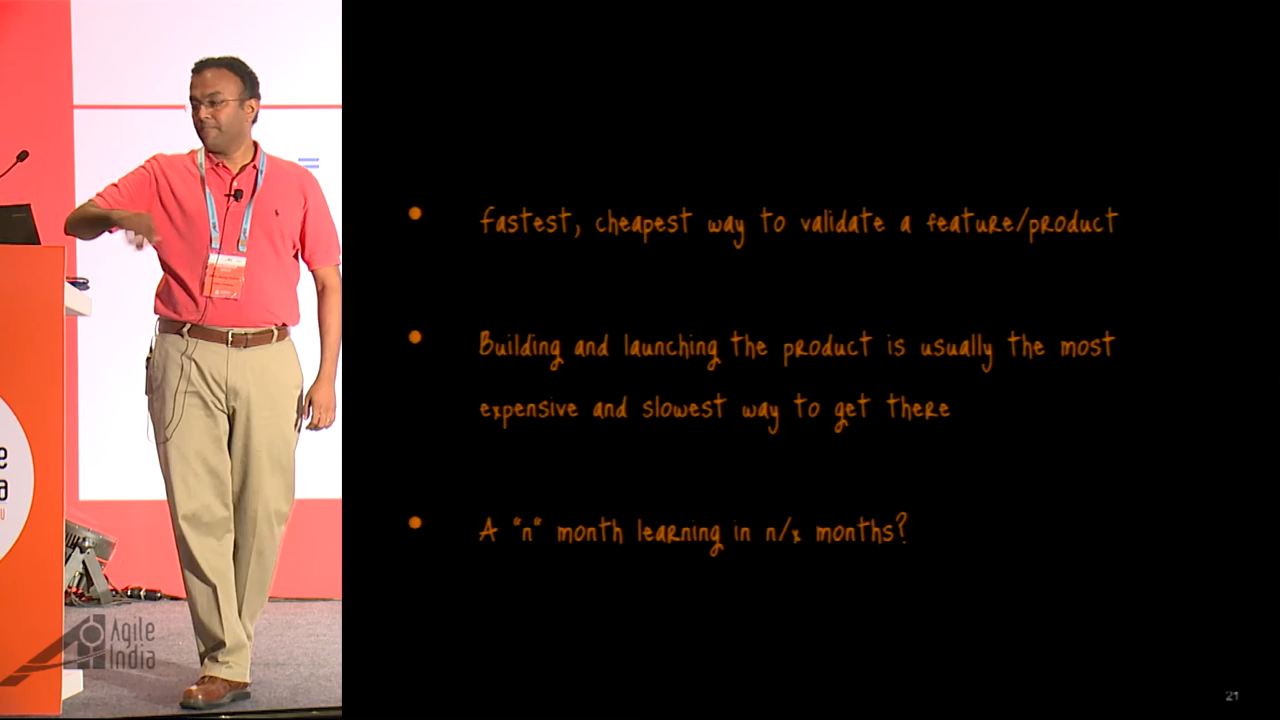 fastest, cheapest way to validate a feature/product
Building and launching the product is usually the most
expensive and slowest way to get there
A "n" month learning in n/x months?
21
Agile
India